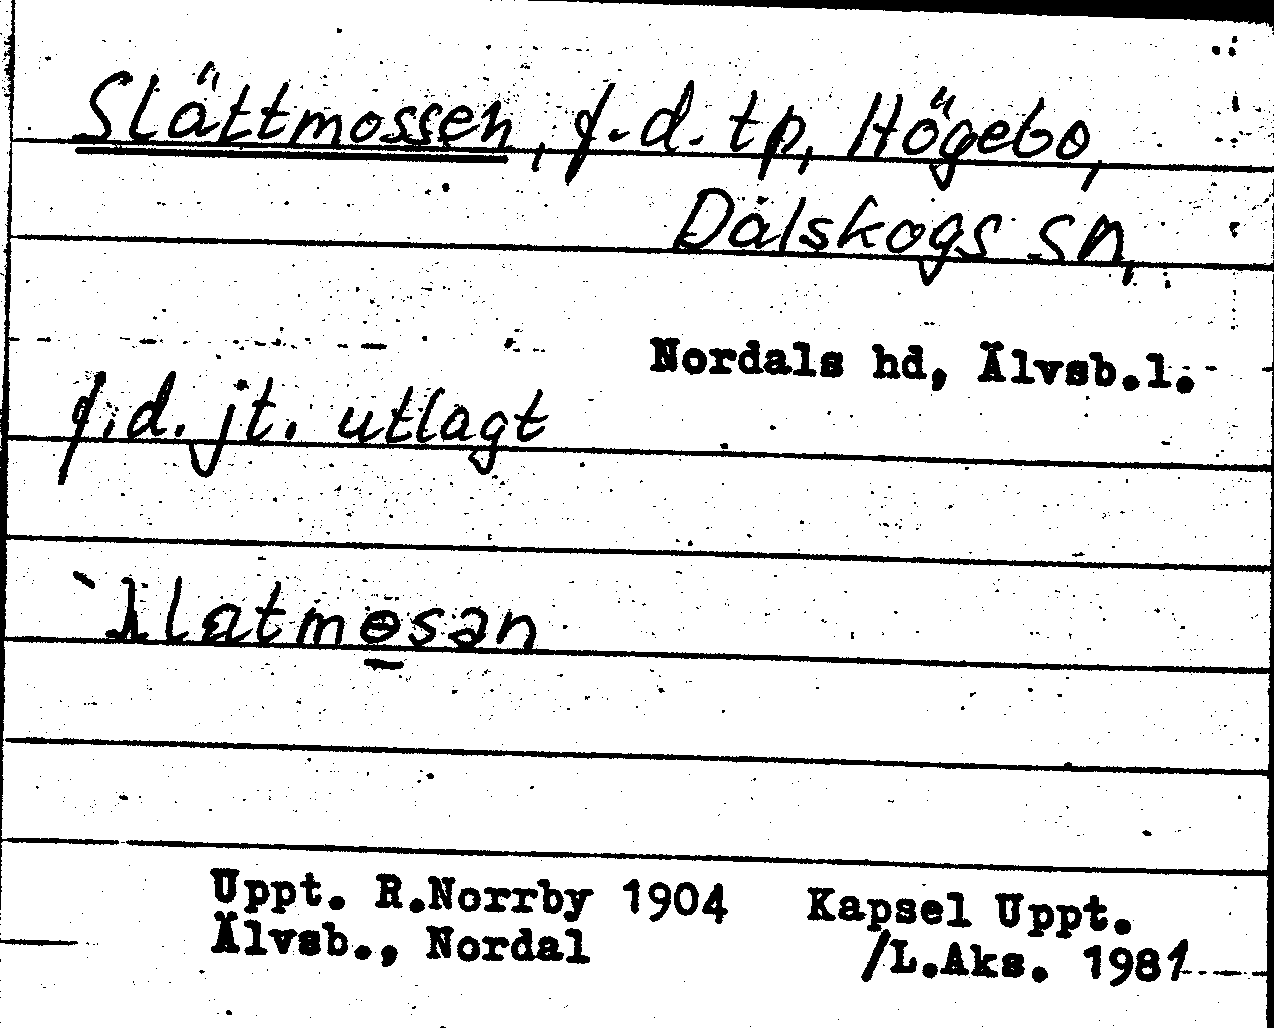 Slättmossen, f.d. tp, Högebo,
Dalskogs sn,
Nordals hd, Älvsb.l.
f.d. jt. utlagt
Uppt. R.Norrby 1904 Kapsel Uppt.
Älvsb., Nordal /L.Aks. 1981